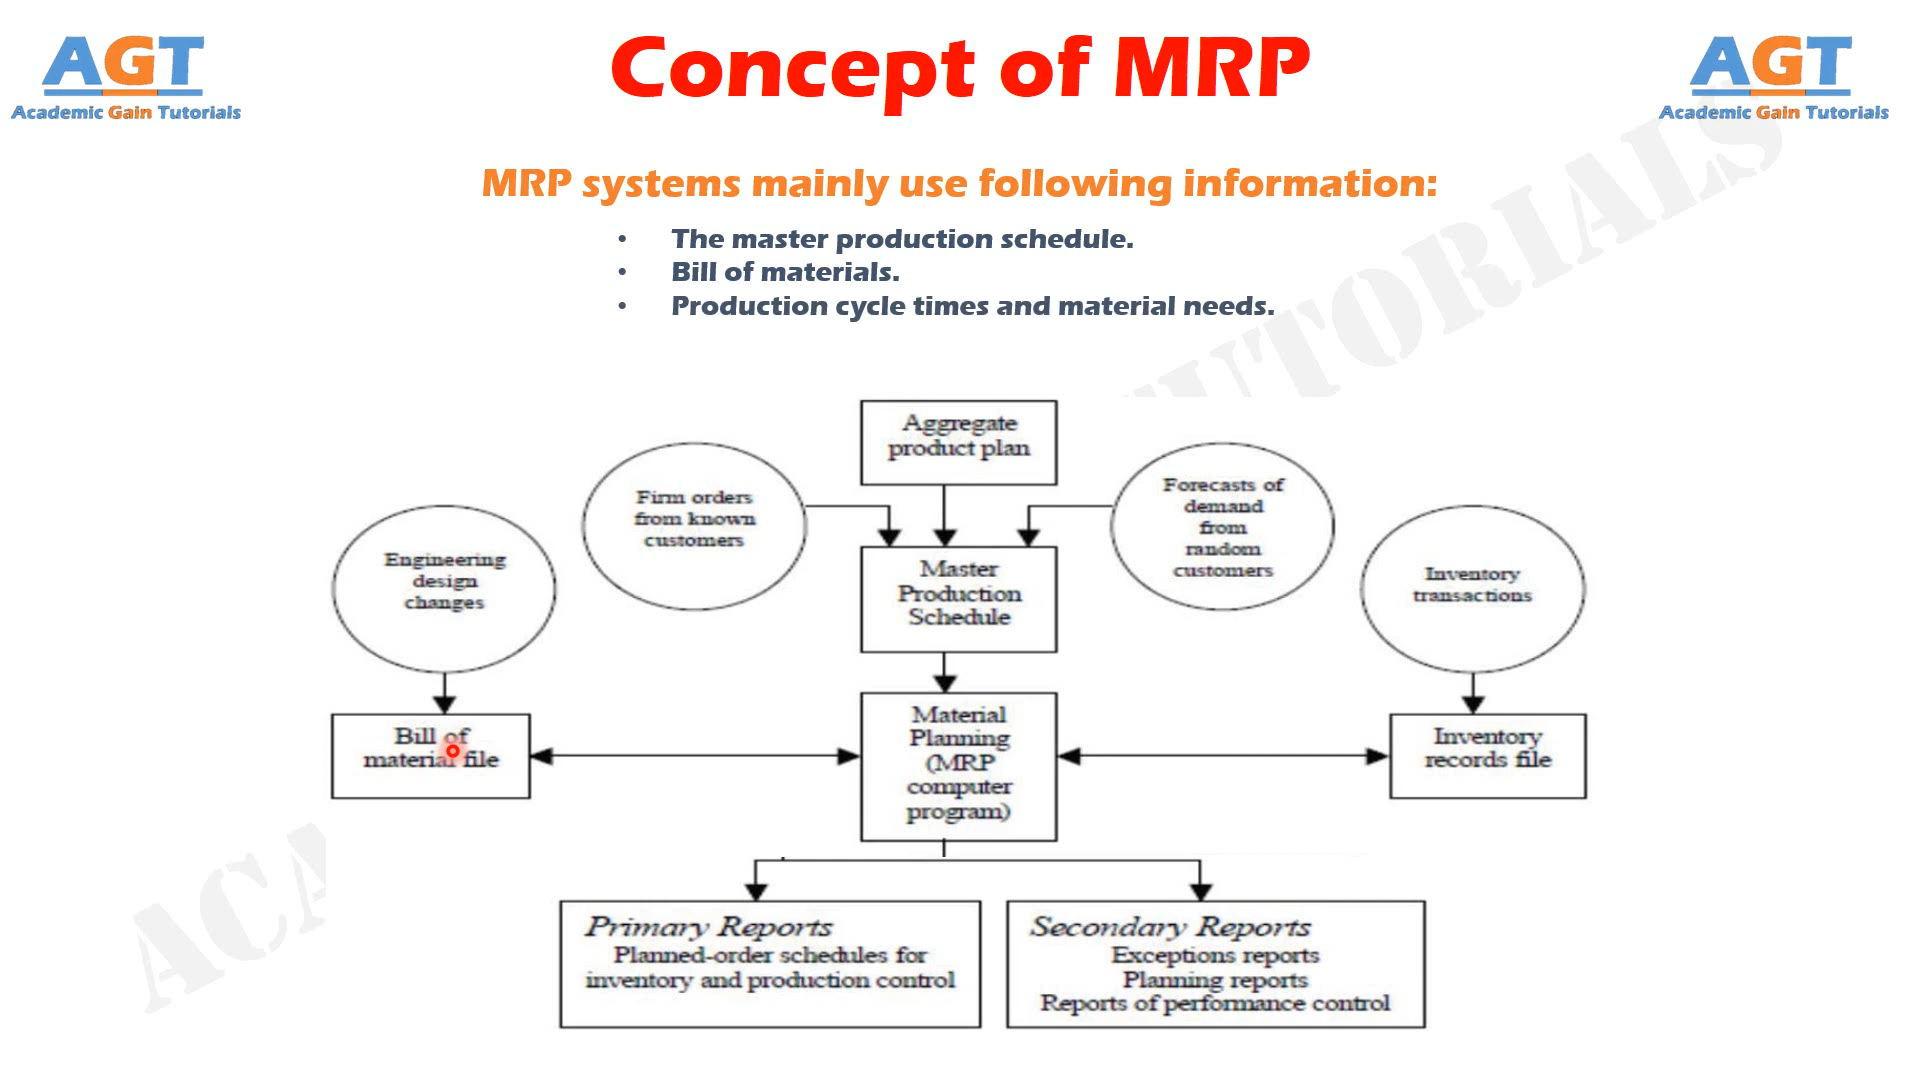 AGT
Academic Gain Tutorials
Concept of MRP
AGT
Academic Gain Tutorials
MRP systems mainly use following information:
• The master production schedule.
• Bill of materials.
• Production cycle times and material needs.
Aggregate
product plan
Firm orders
from known
customers
Forecasts of
demand
from
random
customers
Engineering
design
changes
Inventory
transactions
Master
Production
Schedule
Bill of
material file
Material
Planning
(MRP
computer
program)
Inventory
records file
Primary Reports
Planned-order schedules for
inventory and production control
Secondary Reports
Exceptions reports
Planning reports
Reports of performance control